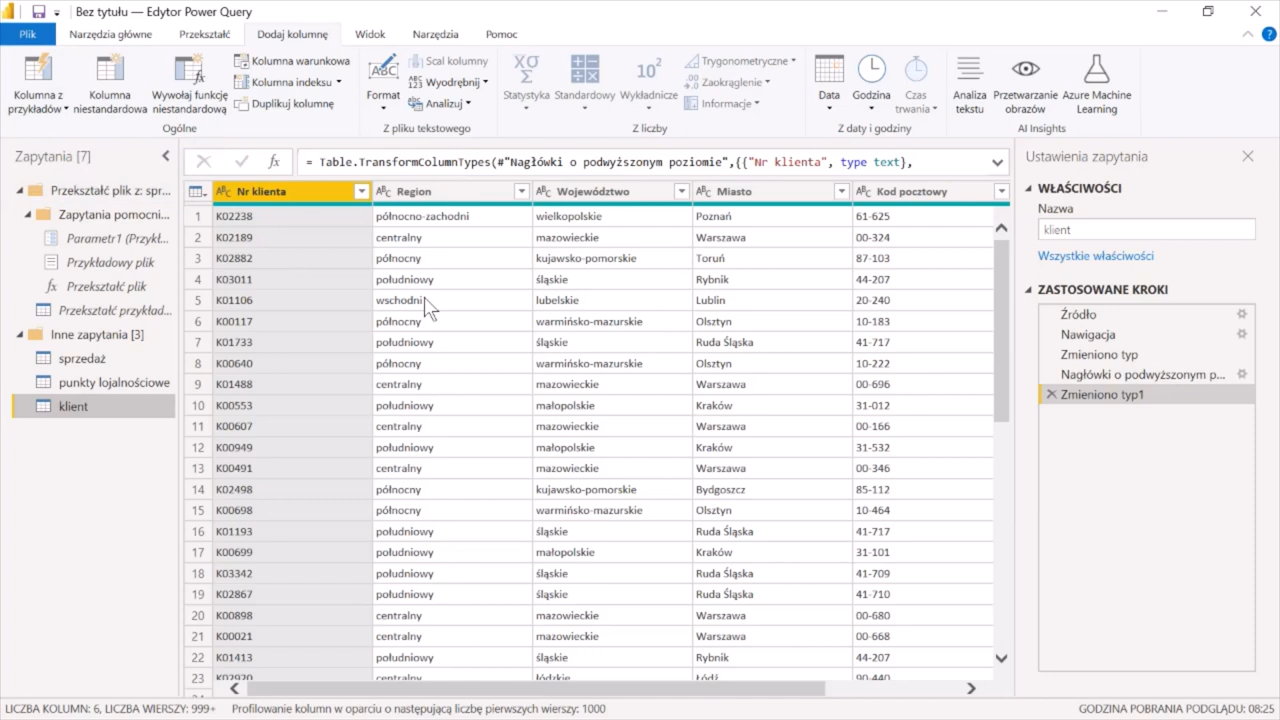 Bez tytułu — Edytor Power Query
Plik Narzędzia główne Przekształć Dodaj kolumnę Widok Narzędzia Pomoc
Kolumna z przykładów
Kolumna niestandardowa
Wywołaj funkcję niestandardową
Kolumna warunkowa
Kolumna indeksu
Duplikuj kolumnę
Ogólne
Format
Scal kolumny
Wyodrębnij
Analizuj
Z pliku tekstowego
Statystyka
Standardowy
Wykładnicze
Trygonometryczne
Zaokrąglenie
Informacje
Z liczby
Data
Godzina
Czas trwania
Z daty i godziny
Analiza tekstu
Przetwarzanie obrazów
Azure Machine Learning
AI Insights
Zapytania [7]
Przekształć plik z: spr...
Zapytania pomocni...
Parametr1 (Przykł...
Przykładowy plik
fx Przekształć plik
Przekształć przykład...
Inne zapytania [3]
sprzedaż
punkty lojalnościowe
klient
fx = Table.TransformColumnTypes(#"Nagłówki o podwyższonym poziomie",{{"Nr klienta", type text},
Nr klienta Region Województwo Miasto Kod pocztowy
1 K02238 północno-zachodni wielkopolskie Poznań 61-625
2 K02189 centralny mazowieckie Warszawa 00-324
3 K02882 północny kujawsko-pomorskie Toruń 87-103
4 K03011 południowy śląskie Rybnik 44-207
5 K01106 wschodni lubelskie Lublin 20-240
6 K00117 północny warmińsko-mazurskie Olsztyn 10-183
7 K01733 południowy śląskie Ruda Śląska 41-717
8 K00640 północny warmińsko-mazurskie Olsztyn 10-222
9 K01488 centralny mazowieckie Warszawa 00-696
10 K00553 południowy małopolskie Kraków 31-012
11 K00607 centralny mazowieckie Warszawa 00-166
12 K00949 południowy małopolskie Kraków 31-532
13 K00491 centralny mazowieckie Warszawa 00-346
14 K02498 północny kujawsko-pomorskie Bydgoszcz 85-112
15 K00698 północny warmińsko-mazurskie Olsztyn 10-464
16 K01193 południowy śląskie Ruda Śląska 41-717
17 K00699 południowy małopolskie Kraków 31-101
18 K03342 południowy śląskie Ruda Śląska 41-709
19 K02867 południowy śląskie Ruda Śląska 41-710
20 K00898 centralny mazowieckie Warszawa 00-680
21 K00021 centralny mazowieckie Warszawa 00-668
22 K01413 południowy śląskie Rybnik 44-207
23 K02920 centralny łódzkie Łódź 90-440
Ustawienia zapytania
WŁAŚCIWOŚCI
Nazwa
klient
Wszystkie właściwości
ZASTOSOWANE KROKI
Źródło
Nawigacja
Zmieniono typ
Nagłówki o podwyższonym p...
Zmieniono typ1
LICZBA KOLUMN: 6, LICZBA WIERSZY: 999+ Profilowanie kolumn w oparciu o następującą liczbę pierwszych wierszy: 1000 GODZINA POBRANIA PODGLĄDU: 08:25